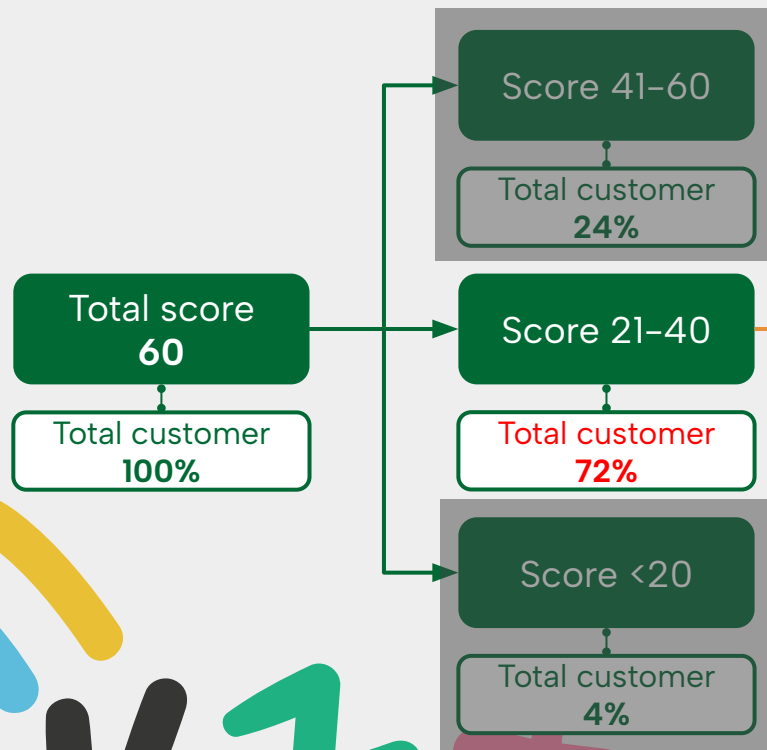 Score 41-60
Total customer
24%
Total score
60
Total customer
100%
Score 21-40
Total customer
72%
Score <20
Total customer
4%